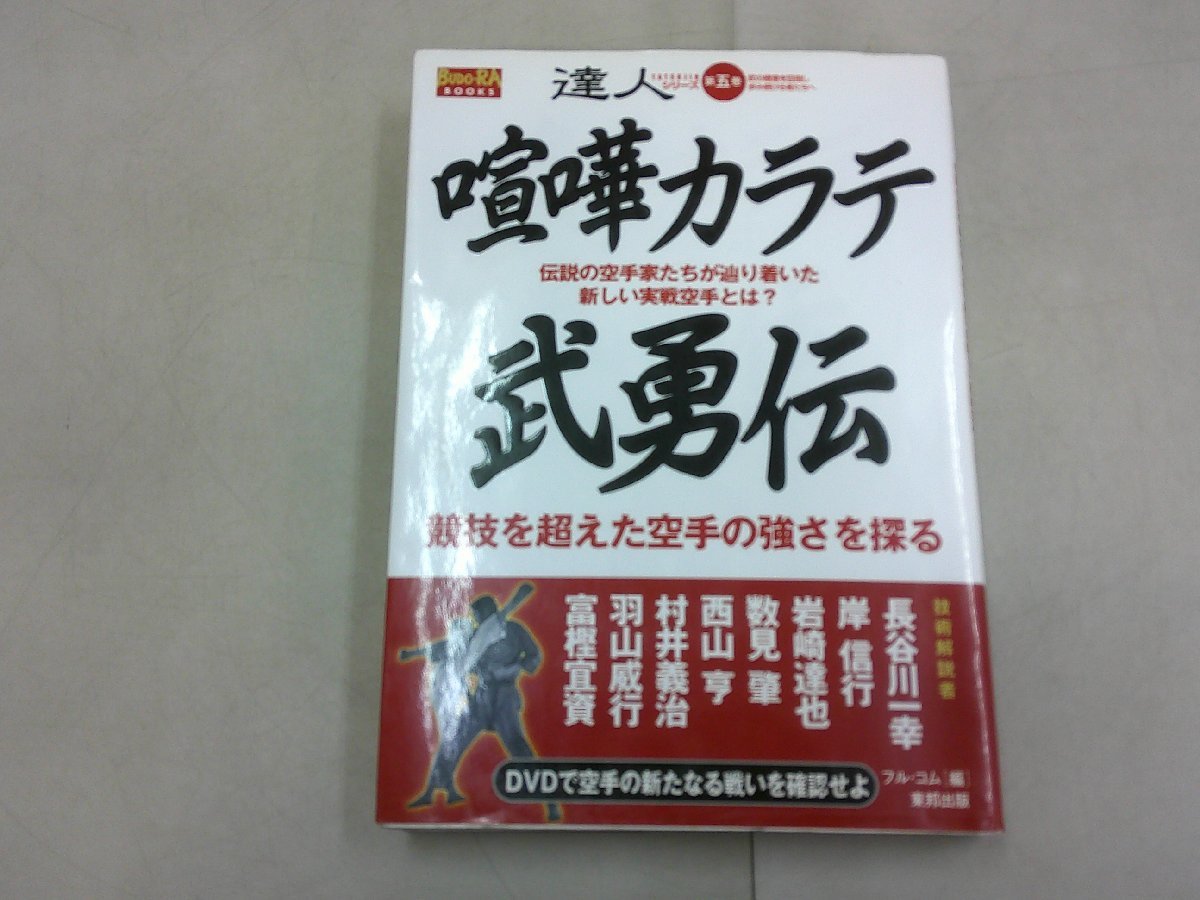 BUDO-RA
BOOKS
達人
シリーズ
第五巻
喧嘩カラテ
伝説の空手家たちが辿り着いた
新しい実戦空手とは？
武勇伝
競技を超えた空手の強さを探る
技術解説者
長谷川一幸
岸 信行
岩崎達也
数見 肇
西山 亨
村井義治
羽山威行
富樫宜資
DVDで空手の新たなる戦いを確認せよ
フル・コム［編］
東邦出版